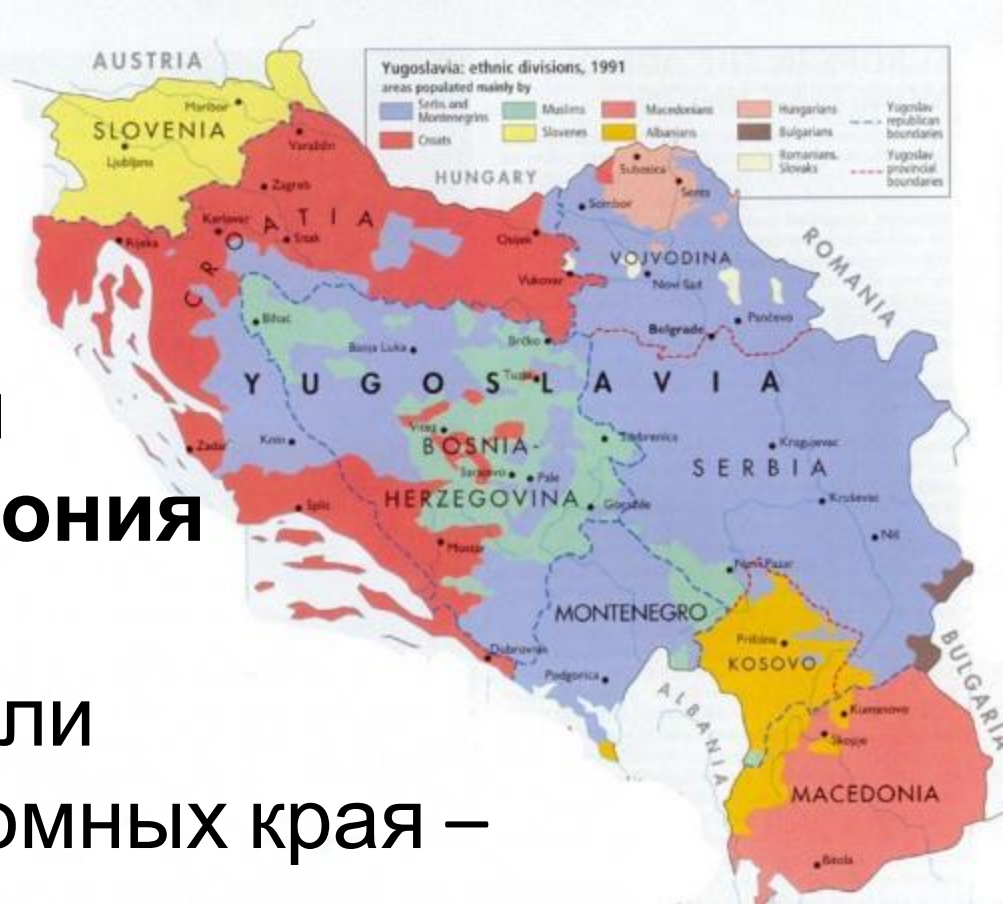 AUSTRIA
Yugoslavia: ethnic divisions, 1991
areas populated mainly by
Serbs and Montenegrins
Croats
Muslims
Slovenes
Macedonians
Albanians
Hungarians
Bulgarians
Romanians, Slovaks
Yugoslav republican boundaries
Yugoslav provincial boundaries
Maribor
SLOVENIA
Ljubljana
Varaždin
HUNGARY
Zagreb
Subotica
Senta
Sombor
Karlovac
CROATIA
Sisak
Rijeka
Osijek
VOJVODINA
ROMANIA
Vukovar
Novi Sad
Bihać
Pančevo
Belgrade
Banja Luka
Brčko
YUGOSLAVIA
Tuzla
Vitez
Zadar
Knin
BOSNIA-
Srebrenica
Kragujevac
SERBIA
Sarajevo
Pale
HERZEGOVINA
Goražde
Kruševac
ония
Split
Niš
Mostar
Novi Pazar
MONTENEGRO
Priština
KOSOVO
BULGARIA
Dubrovnik
Podgorica
ALBANIA
Kumanovo
ли
Skopje
MACEDONIA
омных края –
Bitola